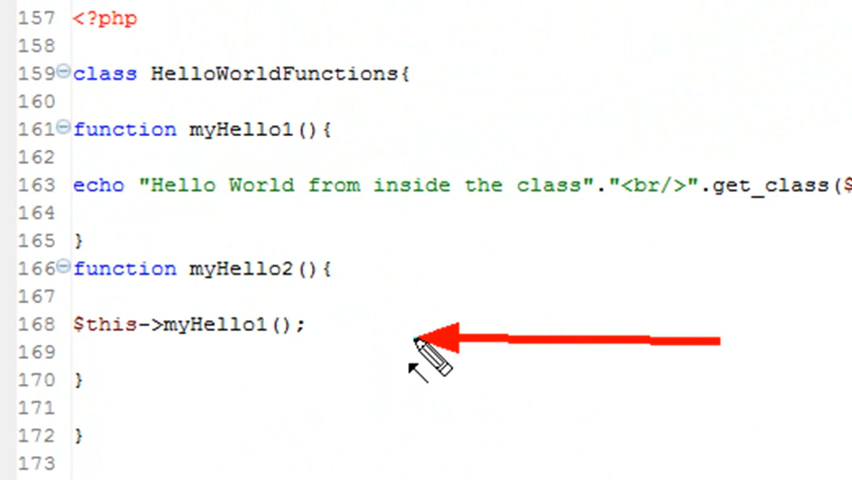 157 <?php
158
159 class HelloWorldFunctions{
160
161 function myHello1(){
162
163 echo "Hello World from inside the class"."<br/>".get_class($
164
165 }
166 function myHello2(){
167
168 $this->myHello1();
169
170 }
171
172 }
173